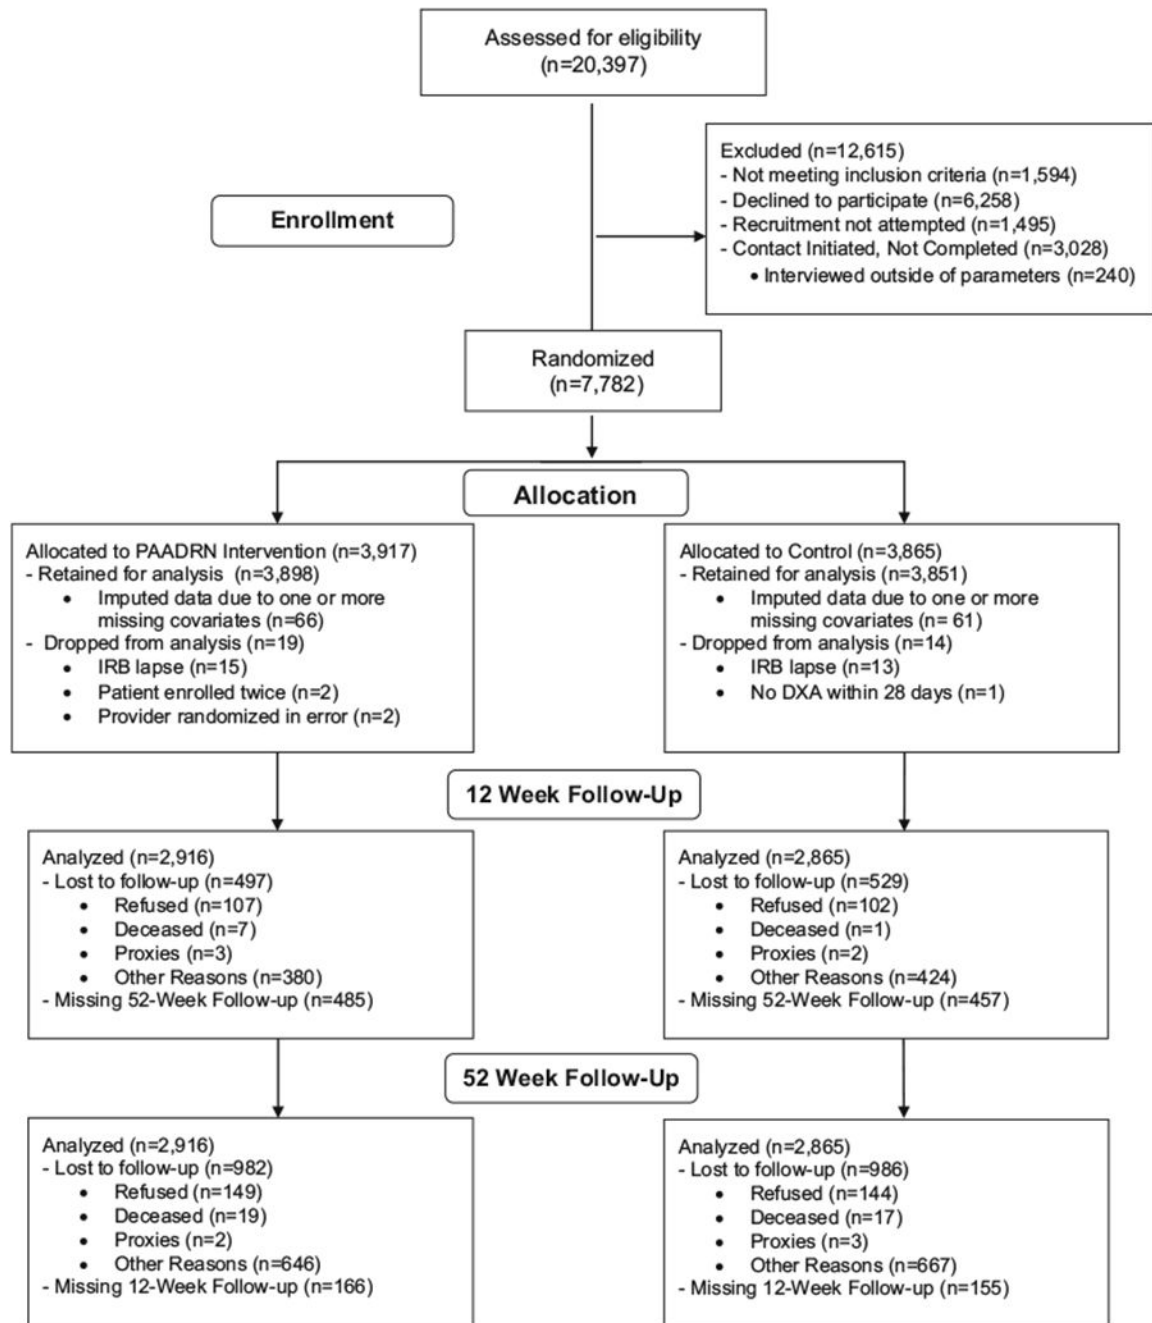 Assessed for eligibility
(n=20,397)
Excluded (n=12,615)
- Not meeting inclusion criteria (n=1,594)
- Declined to participate (n=6,258)
- Recruitment not attempted (n=1,495)
- Contact Initiated, Not Completed (n=3,028)
• Interviewed outside of parameters (n=240)
Enrollment
Randomized
(n=7,782)
Allocation
Allocated to PAADRN Intervention (n=3,917)
- Retained for analysis (n=3,898)
• Imputed data due to one or more
missing covariates (n=66)
- Dropped from analysis (n=19)
• IRB lapse (n=15)
• Patient enrolled twice (n=2)
• Provider randomized in error (n=2)
Allocated to Control (n=3,865)
- Retained for analysis (n=3,851)
• Imputed data due to one or more
missing covariates (n= 61)
- Dropped from analysis (n=14)
• IRB lapse (n=13)
• No DXA within 28 days (n=1)
12 Week Follow-Up
Analyzed (n=2,916)
- Lost to follow-up (n=497)
• Refused (n=107)
• Deceased (n=7)
• Proxies (n=3)
• Other Reasons (n=380)
- Missing 52-Week Follow-up (n=485)
Analyzed (n=2,865)
- Lost to follow-up (n=529)
• Refused (n=102)
• Deceased (n=1)
• Proxies (n=2)
• Other Reasons (n=424)
- Missing 52-Week Follow-up (n=457)
52 Week Follow-Up
Analyzed (n=2,916)
- Lost to follow-up (n=982)
• Refused (n=149)
• Deceased (n=19)
• Proxies (n=2)
• Other Reasons (n=646)
- Missing 12-Week Follow-up (n=166)
Analyzed (n=2,865)
- Lost to follow-up (n=986)
• Refused (n=144)
• Deceased (n=17)
• Proxies (n=3)
• Other Reasons (n=667)
- Missing 12-Week Follow-up (n=155)